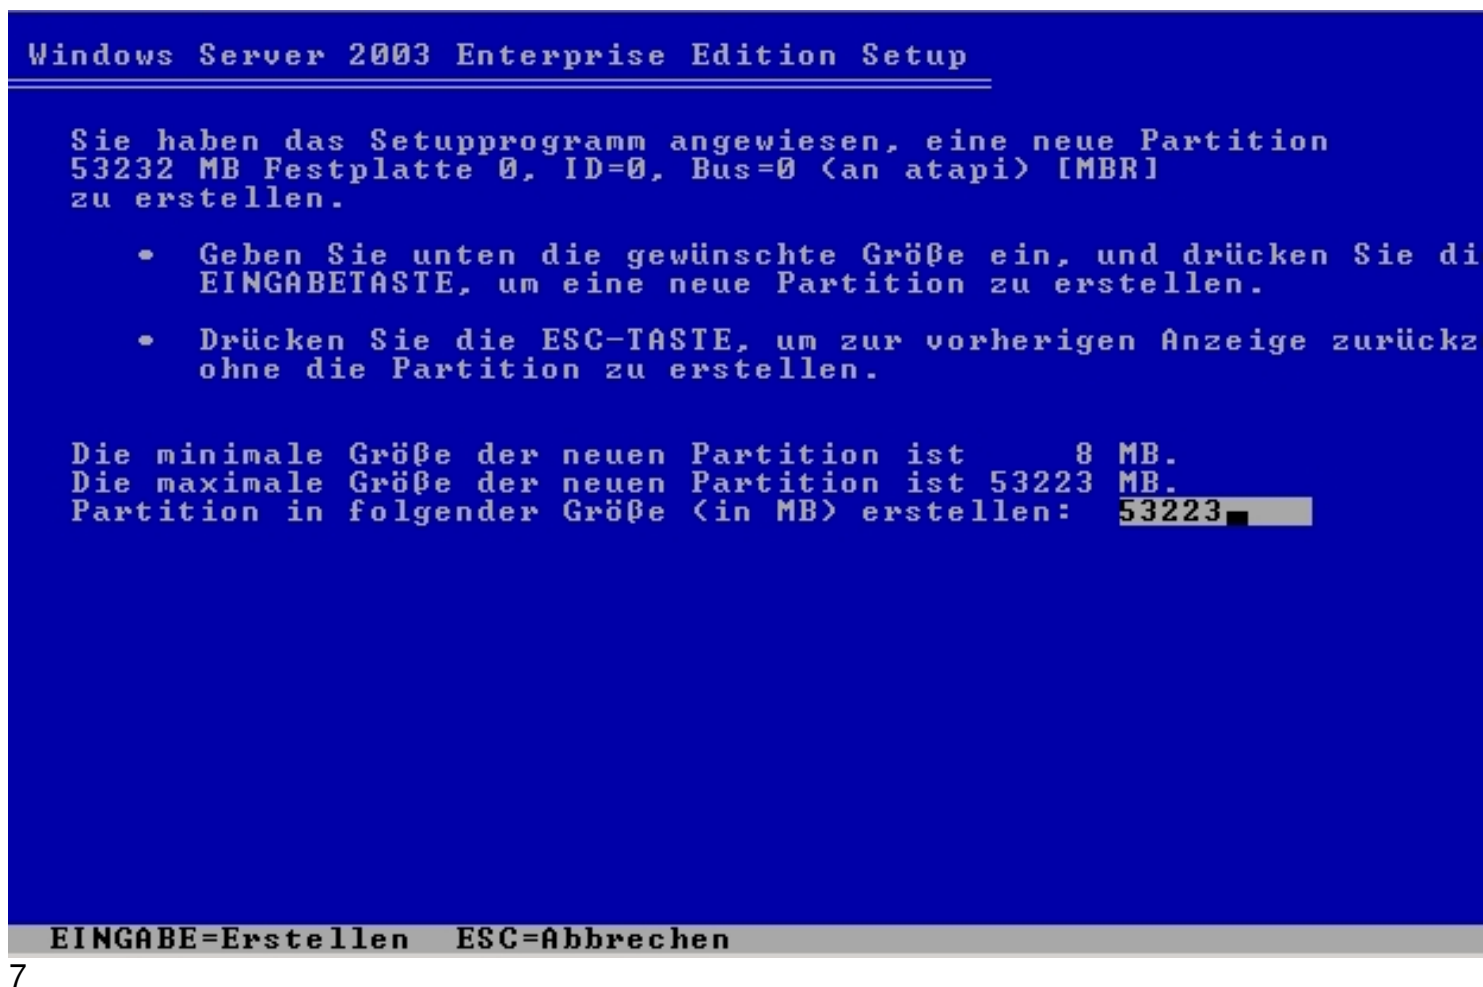 Windows Server 2003 Enterprise Edition Setup
Sie haben das Setupprogramm angewiesen, eine neue Partition
53232 MB Festplatte 0, ID=0, Bus=0 (an atapi) [MBR]
zu erstellen.
• Geben Sie unten die gewünschte Größe ein, und drücken Sie di
EINGABETASTE, um eine neue Partition zu erstellen.
• Drücken Sie die ESC-TASTE, um zur vorherigen Anzeige zurückz
ohne die Partition zu erstellen.
Die minimale Größe der neuen Partition ist 8 MB.
Die maximale Größe der neuen Partition ist 53223 MB.
Partition in folgender Größe (in MB) erstellen: 53223
EINGABE=Erstellen ESC=Abbrechen
7